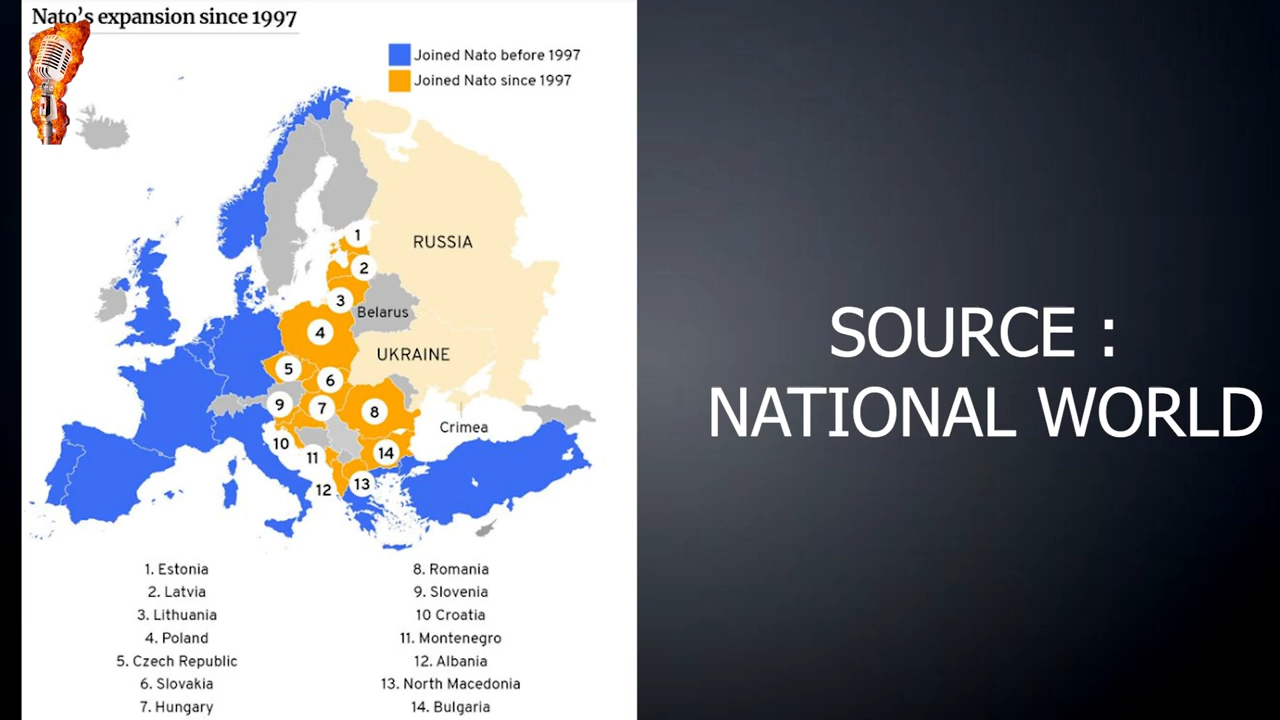 Nato's expansion since 1997
Joined Nato before 1997
Joined Nato since 1997
1
RUSSIA
2
3
Belarus
4
UKRAINE
5
6
9
7
8
Crimea
10
11
14
12
13
1. Estonia
2. Latvia
3. Lithuania
4. Poland
5. Czech Republic
6. Slovakia
7. Hungary
8. Romania
9. Slovenia
10 Croatia
11. Montenegro
12. Albania
13. North Macedonia
14. Bulgaria
SOURCE :
NATIONAL WORLD